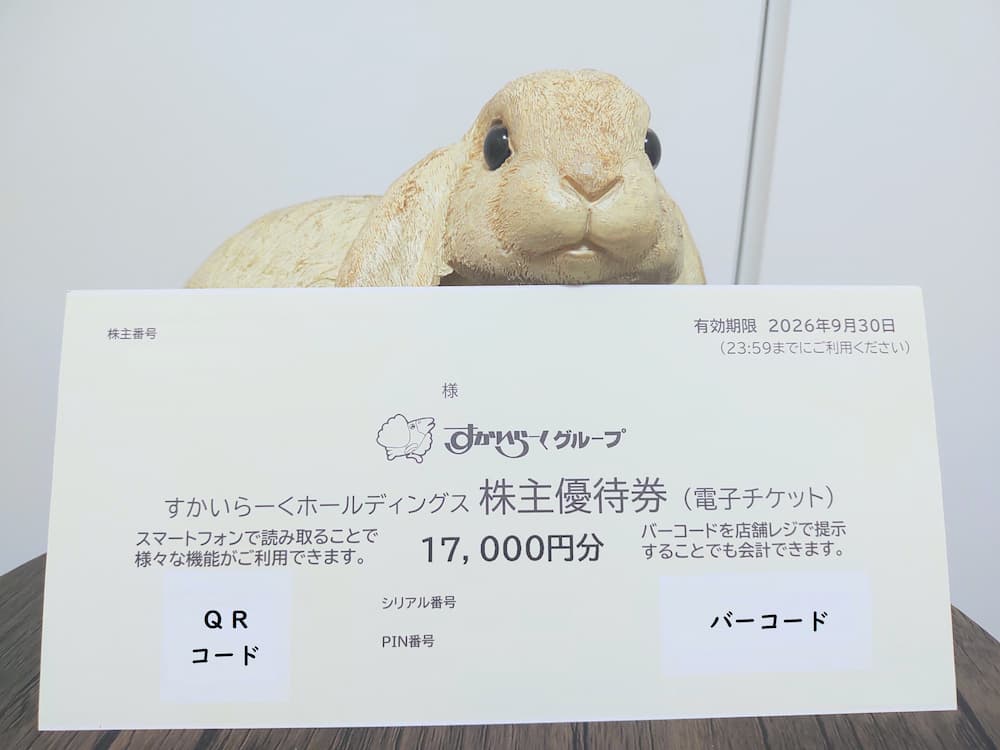 株主番号
有効期限 2026年9月30日
(23:59までにご利用ください)
様
すかいらーくグループ
すかいらーくホールディングス 株主優待券 (電子チケット)
スマートフォンで読み取ることで
様々な機能がご利用できます。
17,000円分
バーコードを店舗レジで提示
することでも会計できます。
シリアル番号
PIN番号
QR
コード
バーコード